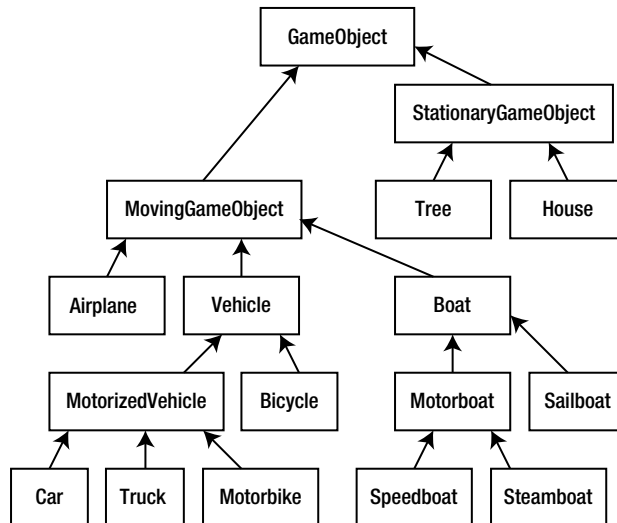 GameObject
StationaryGameObject
MovingGameObject
Tree
House
Airplane
Vehicle
Boat
MotorizedVehicle
Bicycle
Motorboat
Sailboat
Car
Truck
Motorbike
Speedboat
Steamboat